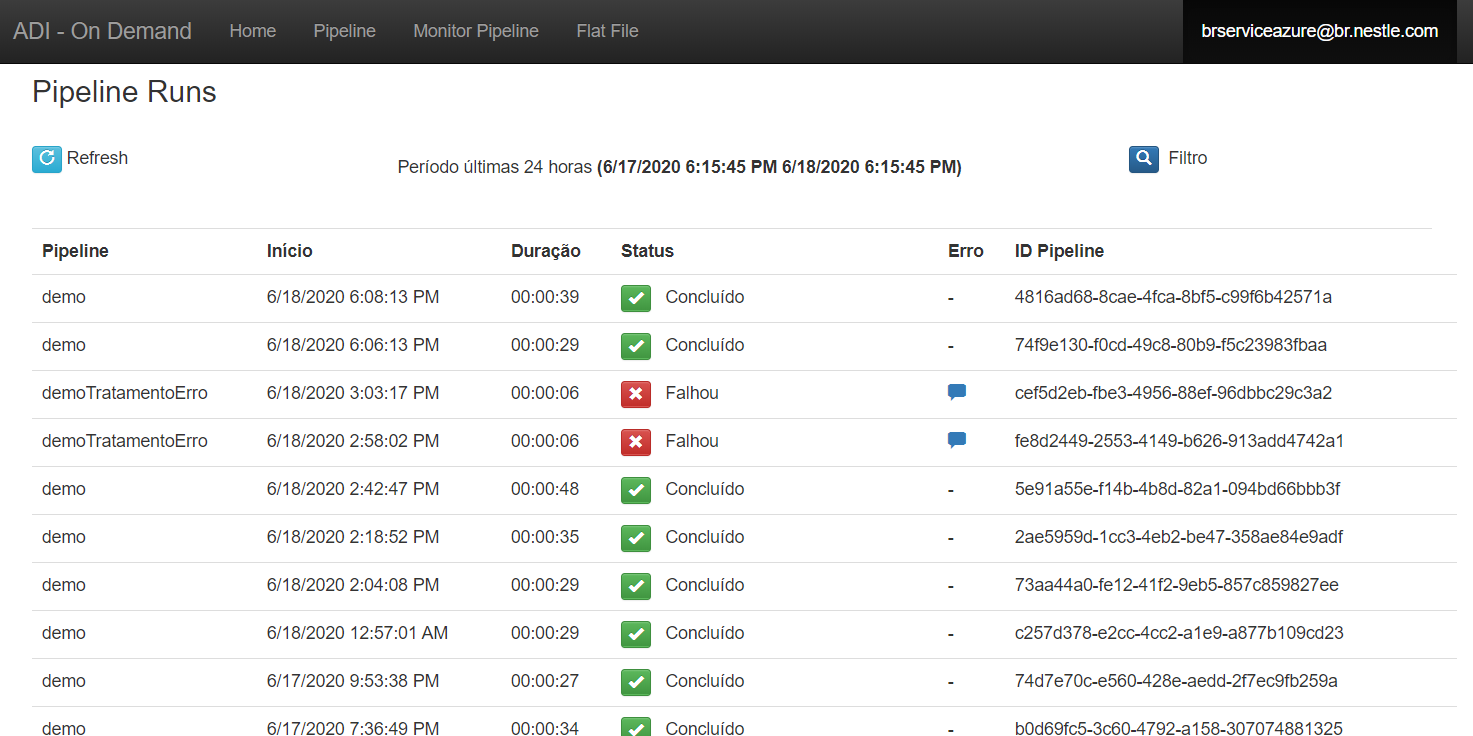 ADI - On Demand Home Pipeline Monitor Pipeline Flat File brserviceazure@br.nestle.com
Pipeline Runs
Refresh Período últimas 24 horas (6/17/2020 6:15:45 PM 6/18/2020 6:15:45 PM) Filtro
Pipeline Início Duração Status Erro ID Pipeline
demo 6/18/2020 6:08:13 PM 00:00:39 Concluído - 4816ad68-8cae-4fca-8bf5-c99f6b42571a
demo 6/18/2020 6:06:13 PM 00:00:29 Concluído - 74f9e130-f0cd-49c8-80b9-f5c23983fbaa
demoTratamentoErro 6/18/2020 3:03:17 PM 00:00:06 Falhou cef5d2eb-fbe3-4956-88ef-96dbbc29c3a2
demoTratamentoErro 6/18/2020 2:58:02 PM 00:00:06 Falhou fe8d2449-2553-4149-b626-913add4742a1
demo 6/18/2020 2:42:47 PM 00:00:48 Concluído - 5e91a55e-f14b-4b8d-82a1-094bd66bbb3f
demo 6/18/2020 2:18:52 PM 00:00:35 Concluído - 2ae5959d-1cc3-4eb2-be47-358ae84e9adf
demo 6/18/2020 2:04:08 PM 00:00:29 Concluído - 73aa44a0-fe12-41f2-9eb5-857c859827ee
demo 6/18/2020 12:57:01 AM 00:00:29 Concluído - c257d378-e2cc-4cc2-a1e9-a877b109cd23
demo 6/17/2020 9:53:38 PM 00:00:27 Concluído - 74d7e70c-e560-428e-aedd-2f7ec9fb259a
demo 6/17/2020 7:36:49 PM 00:00:34 Concluído - b0d69fc5-3c60-4792-a158-307074881325